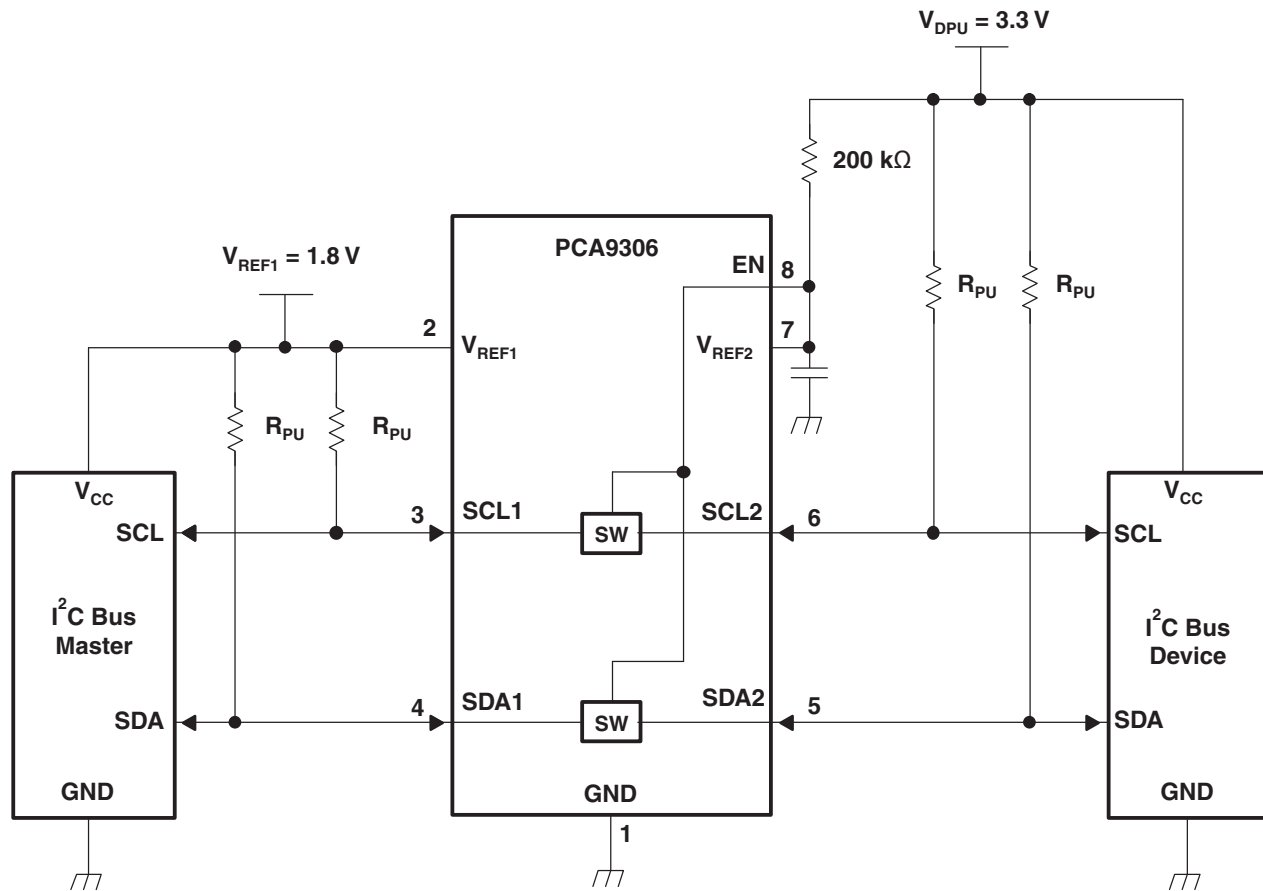 V_DPU = 3.3 V
200 kΩ
R_PU
R_PU
PCA9306
EN
8
7
V_REF2
V_REF1 = 1.8 V
2
V_REF1
R_PU
R_PU
V_CC
SCL
3
SCL1
SW
SCL2
6
V_CC
SCL
I²C Bus
Master
I²C Bus
Device
SDA
4
SDA1
SW
SDA2
5
SDA
GND
GND
1
GND